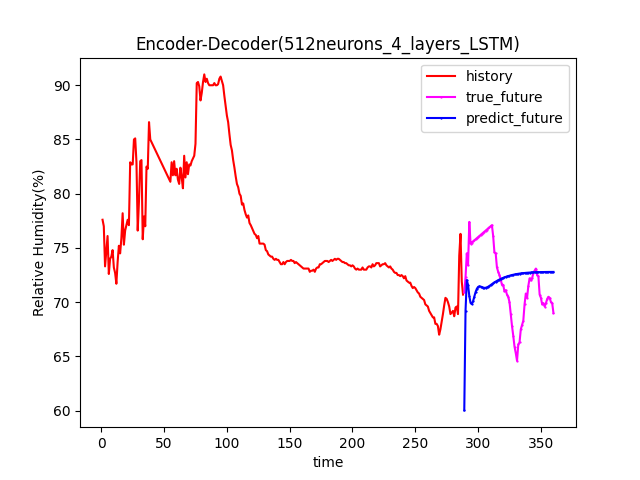 Encoder-Decoder(512neurons_4_layers_LSTM)
history
true_future
predict_future
Relative Humidity(%)
90
85
80
75
70
65
60
0 50 100 150 200 250 300 350
time